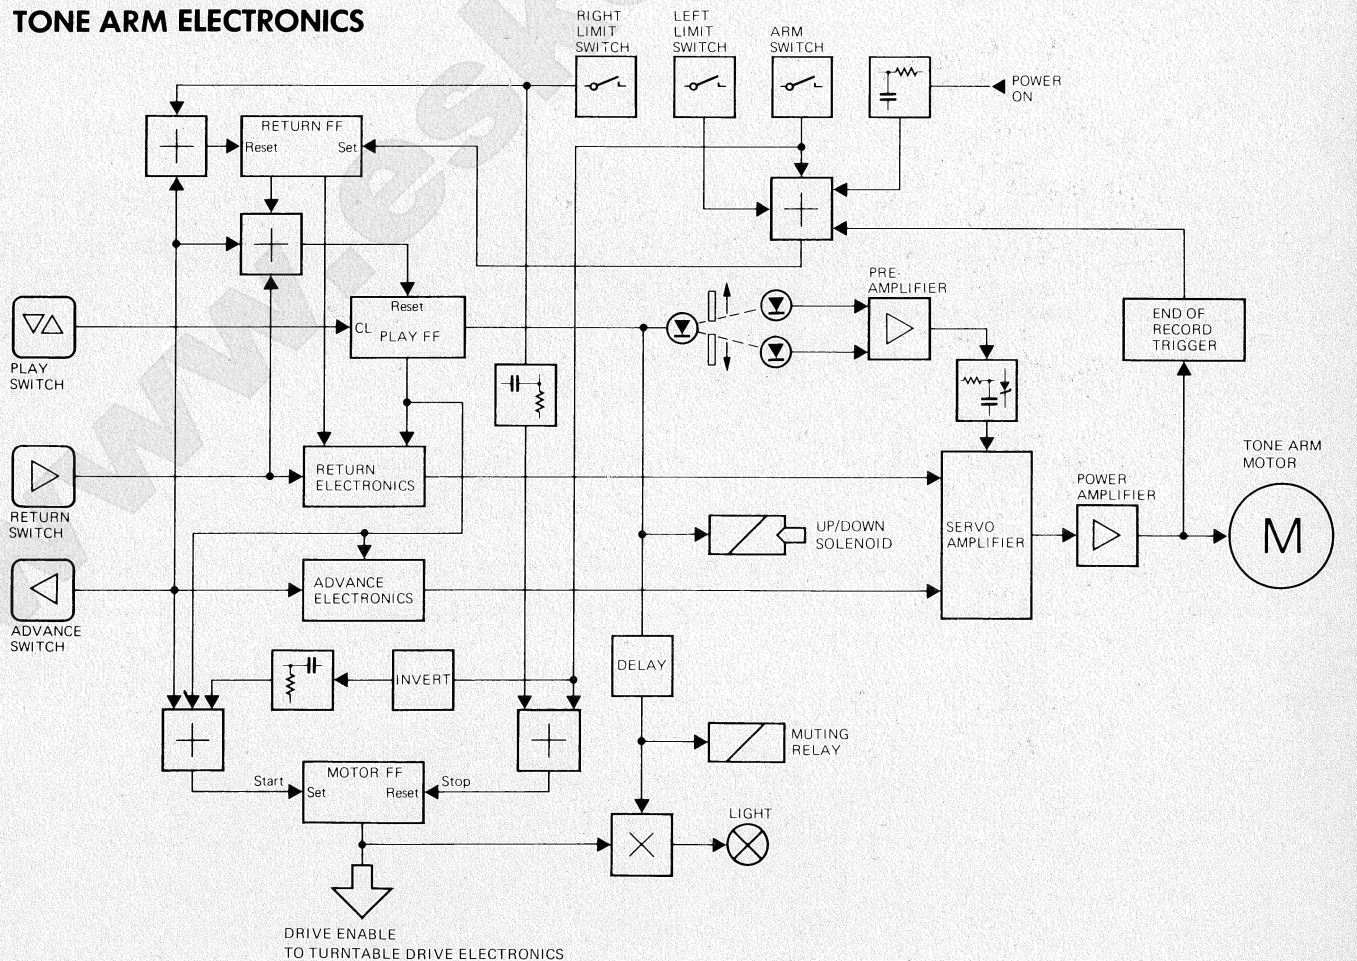 TONE ARM ELECTRONICS
RIGHT
LIMIT
SWITCH
LEFT
LIMIT
SWITCH
ARM
SWITCH
POWER
ON
RETURN FF
Reset
Set
PRE-
AMPLIFIER
Reset
CL
PLAY FF
PLAY
SWITCH
END OF
RECORD
TRIGGER
RETURN
ELECTRONICS
RETURN
SWITCH
TONE ARM
MOTOR
M
POWER
AMPLIFIER
SERVO
AMPLIFIER
UP/DOWN
SOLENOID
ADVANCE
ELECTRONICS
ADVANCE
SWITCH
INVERT
DELAY
MUTING
RELAY
MOTOR FF
Start
Set
Reset
Stop
LIGHT
DRIVE ENABLE
TO TURNTABLE DRIVE ELECTRONICS